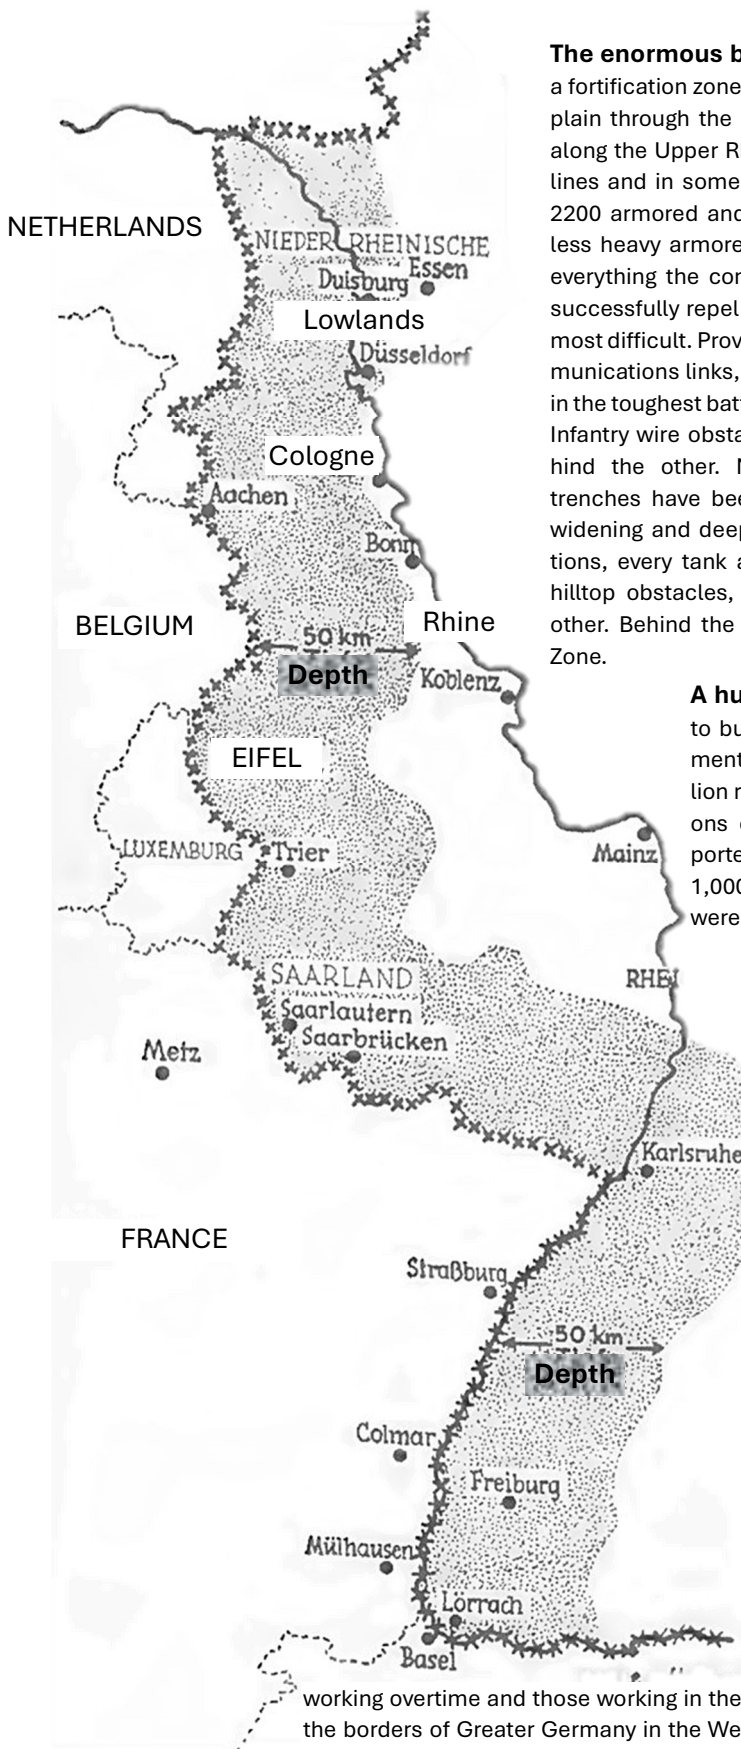 The enormous b
a fortification zone
plain through the
along the Upper R
lines and in some
2200 armored and
less heavy armore
everything the cor
successfully repel
most difficult. Prov
munications links,
in the toughest bat
Infantry wire obsta
hind the other. M
trenches have bee
widening and deep
tions, every tank a
hilltop obstacles,
other. Behind the
Zone.
A hu
to bu
ment
lion r
ons
porte
1,000
were
NETHERLANDS
NIEDER RHEINISCHE
Essen
Duisburg
Lowlands
Düsseldorf
Cologne
Aachen
Bonn
BELGIUM
Rhine
50 km
Depth
Koblenz
EIFEL
LUXEMBURG
Trier
Mainz
SAARLAND
RHEI
Saarlautern
Saarbrücken
Metz
Karlsruhe
FRANCE
Straßburg
50 km
Depth
Colmar
Freiburg
Mülhausen
Lörrach
Basel
working overtime and those working in the
the borders of Greater Germany in the We